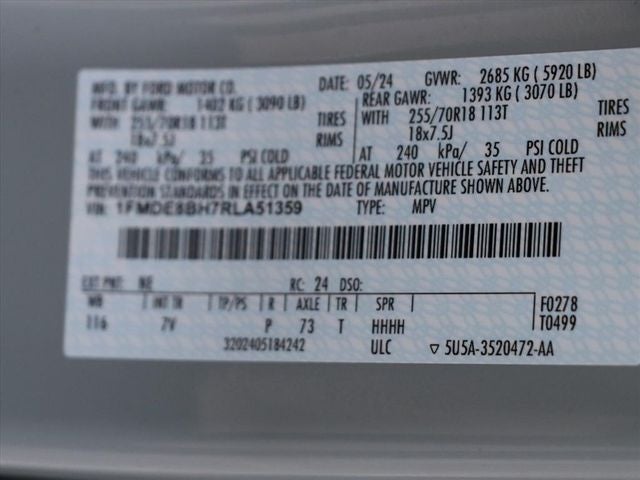 MFD. BY FORD MOTOR CO.
DATE: 05/24 GVWR: 2685 KG ( 5920 LB)
FRONT GAWR: 1402 KG ( 3090 LB)
REAR GAWR: 1393 KG ( 3070 LB)
WITH 255/70R18 113T TIRES
WITH 255/70R18 113T TIRES
18x7.5J RIMS
18x7.5J RIMS
AT 240 kPa/ 35 PSI COLD
AT 240 kPa/ 35 PSI COLD
THIS VEHICLE CONFORMS TO ALL APPLICABLE FEDERAL MOTOR VEHICLE SAFETY AND THEFT
PREVENTION STANDARDS IN EFFECT ON THE DATE OF MANUFACTURE SHOWN ABOVE.
VIN: 1FMDE8BH7RLA51359 TYPE: MPV
EXT PNT: NE RC: 24 DSO:
WB INT TR TP/PS R AXLE TR SPR F0278
116 7V P 73 T HHHH T0499
3202405184242 ULC ▽ 5U5A-3520472-AA